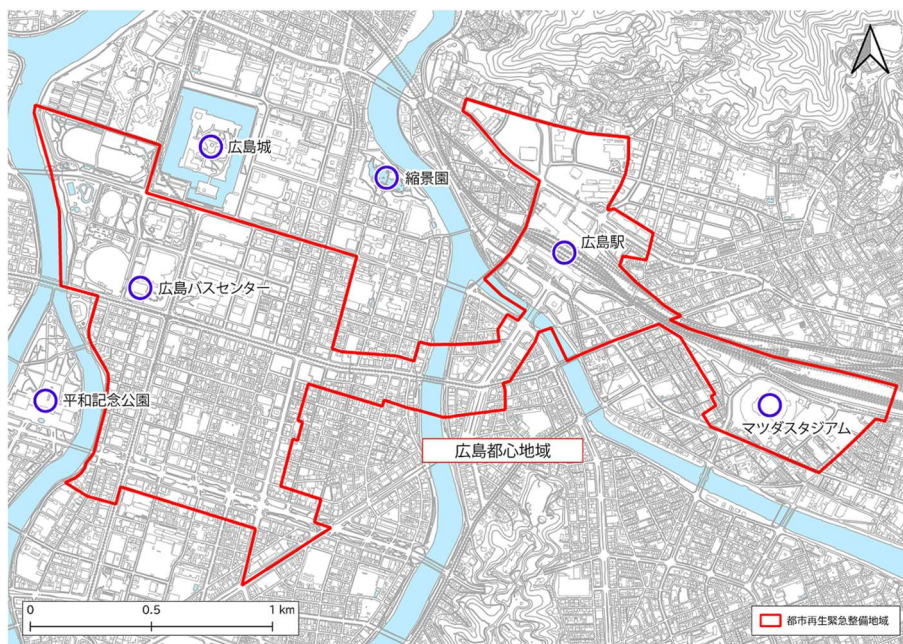 広島城
縮景園
広島駅
広島バスセンター
平和記念公園
マツダスタジアム
広島都心地域
0 0.5 1 km
都市再生緊急整備地域